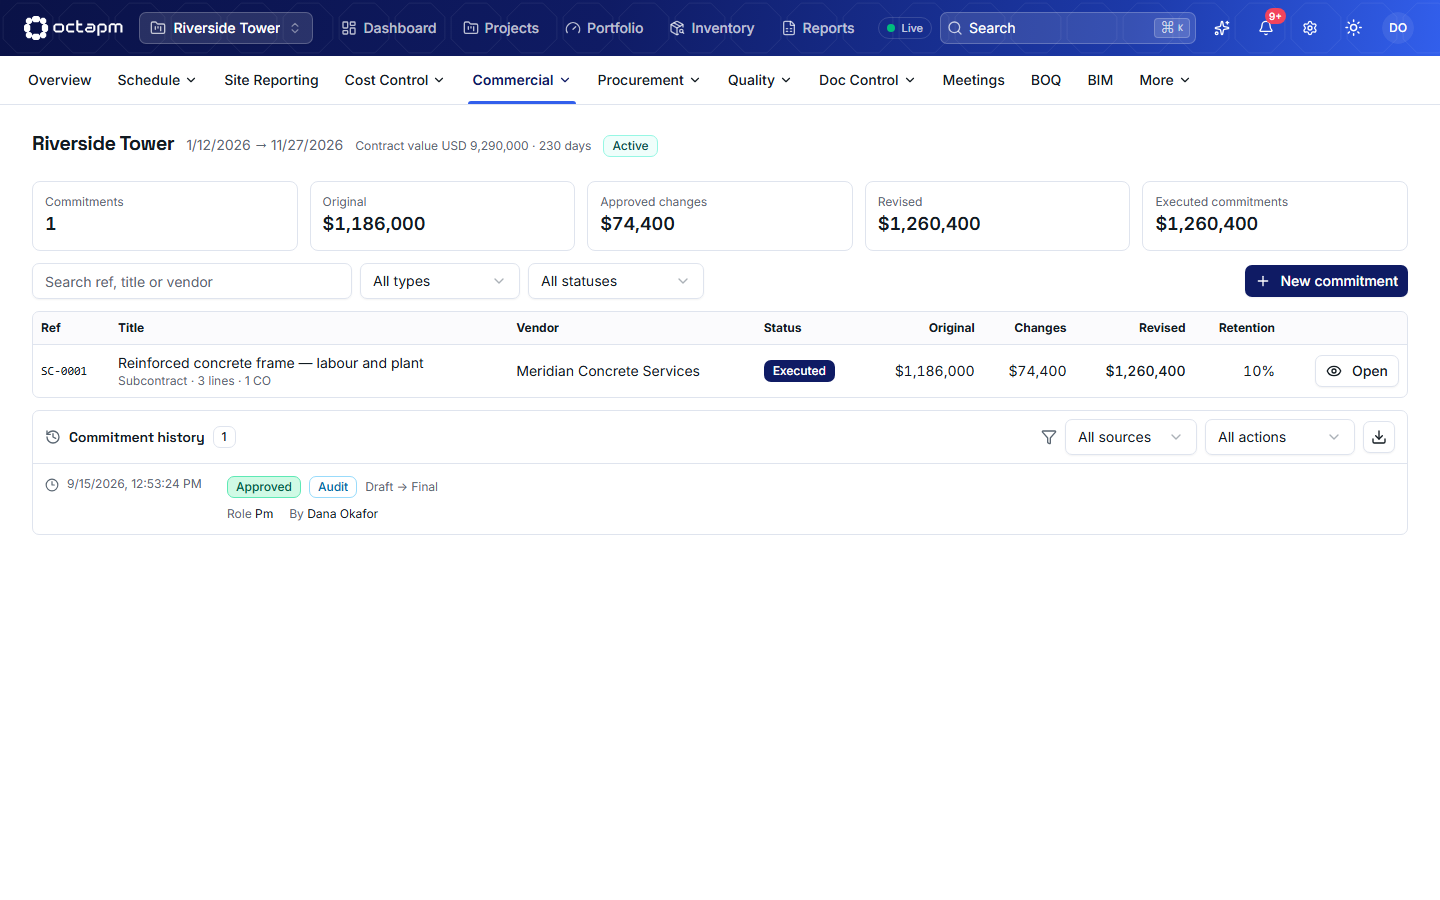 octapm Riverside Tower Dashboard Projects Portfolio Inventory Reports Live Search ⌘ K 9+ DO
Overview Schedule Site Reporting Cost Control Commercial Procurement Quality Doc Control Meetings BOQ BIM More
Riverside Tower 1/12/2026 → 11/27/2026 Contract value USD 9,290,000 · 230 days Active
Commitments Original Approved changes Revised Executed commitments
1 $1,186,000 $74,400 $1,260,400 $1,260,400
Search ref, title or vendor All types All statuses + New commitment
Ref Title Vendor Status Original Changes Revised Retention
SC-0001 Reinforced concrete frame — labour and plant Meridian Concrete Services Executed $1,186,000 $74,400 $1,260,400 10% Open
Subcontract · 3 lines · 1 CO
Commitment history 1 All sources All actions
9/15/2026, 12:53:24 PM Approved Audit Draft → Final
Role Pm By Dana Okafor